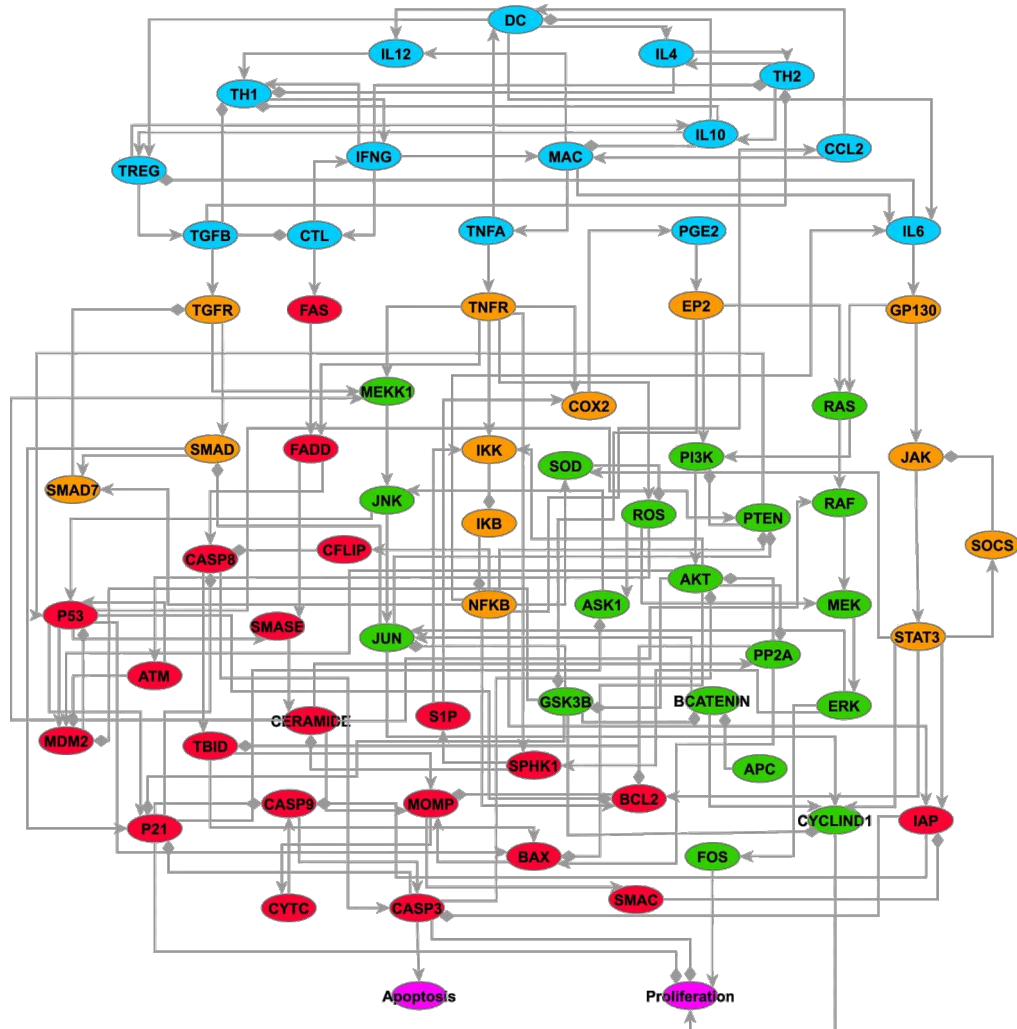 DC
IL12
IL4
TH2
TH1
IL10
CCL2
IFNG
MAC
TREG
TGFB
CTL
TNFA
PGE2
IL6
TGFR
FAS
TNFR
EP2
GP130
MEKK1
COX2
RAS
SMAD
FADD
IKK
SOD
PI3K
JAK
SMAD7
JNK
ROS
PTEN
RAF
IKB
SOCS
CFLIP
CASP8
AKT
P53
NFKB
ASK1
MEK
SMASE
JUN
STAT3
PP2A
ATM
GSK3B
BCATENIN
ERK
S1P
CERAMIDE
MDM2
TBID
SPHK1
APC
CASP9
MOMP
BCL2
P21
CYCLIND1
IAP
BAX
FOS
CYTC
CASP3
SMAC
Apoptosis
Proliferation